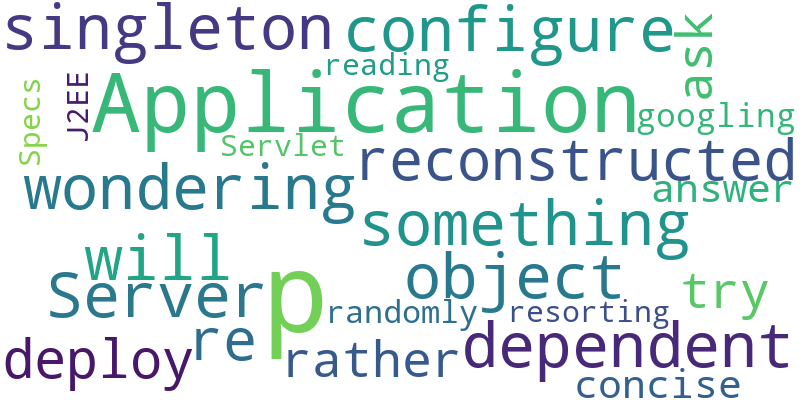 singleton configure ask
reading
Specs J2EE Application googling
Servlet
reconstructed
wondering answer
something
will object
Server p try
randomly resorting
re dependent
deploy rather
concise